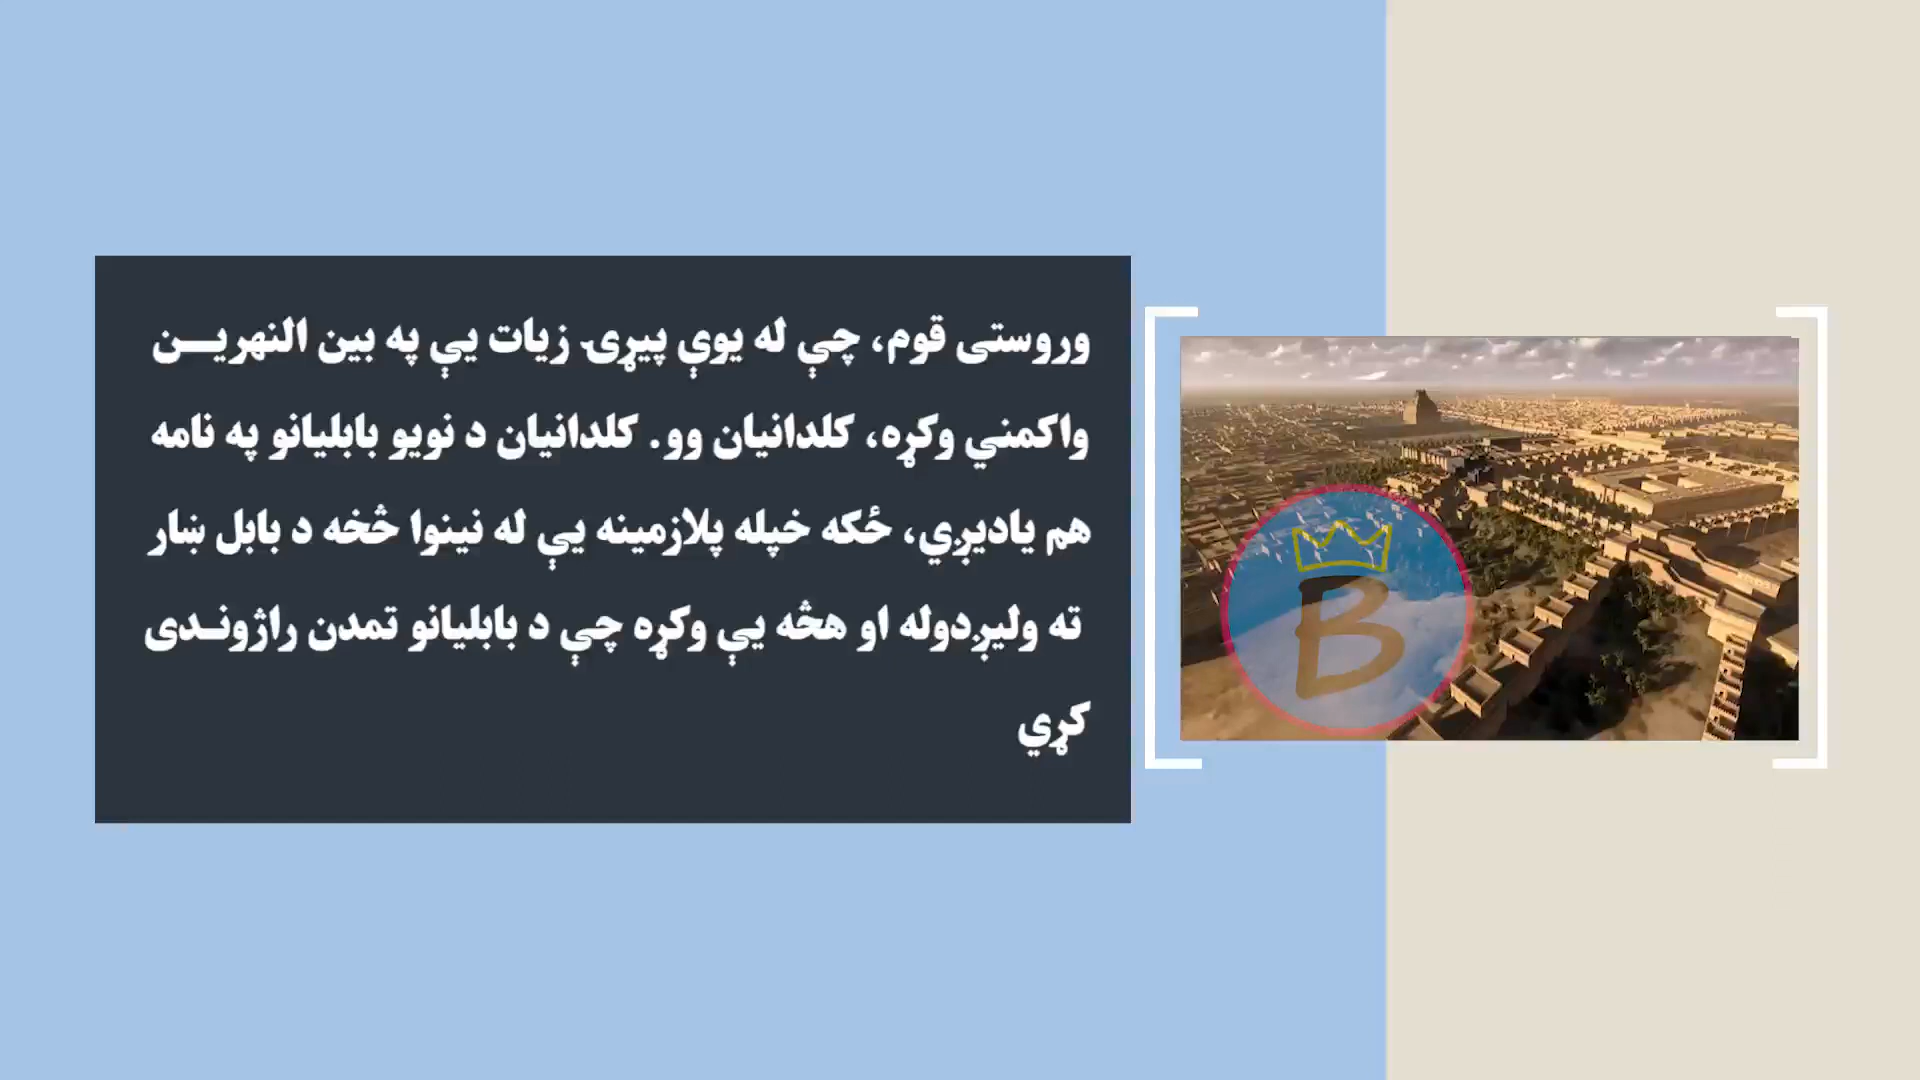 وروستی قوم، چې له یوې پیړۍ زیات یې په بین النهریــن
واکمني وکړه، کلدانیان وو. کلدانیان د نویو بابلیانو په نامه
هم یادیږي، ځکه خپله پلازمینه یې له نینوا څخه د بابل ښار
ته ولیږدوله او هڅه یې وکړه چې د بابلیانو تمدن راژونـدی
کړي
B